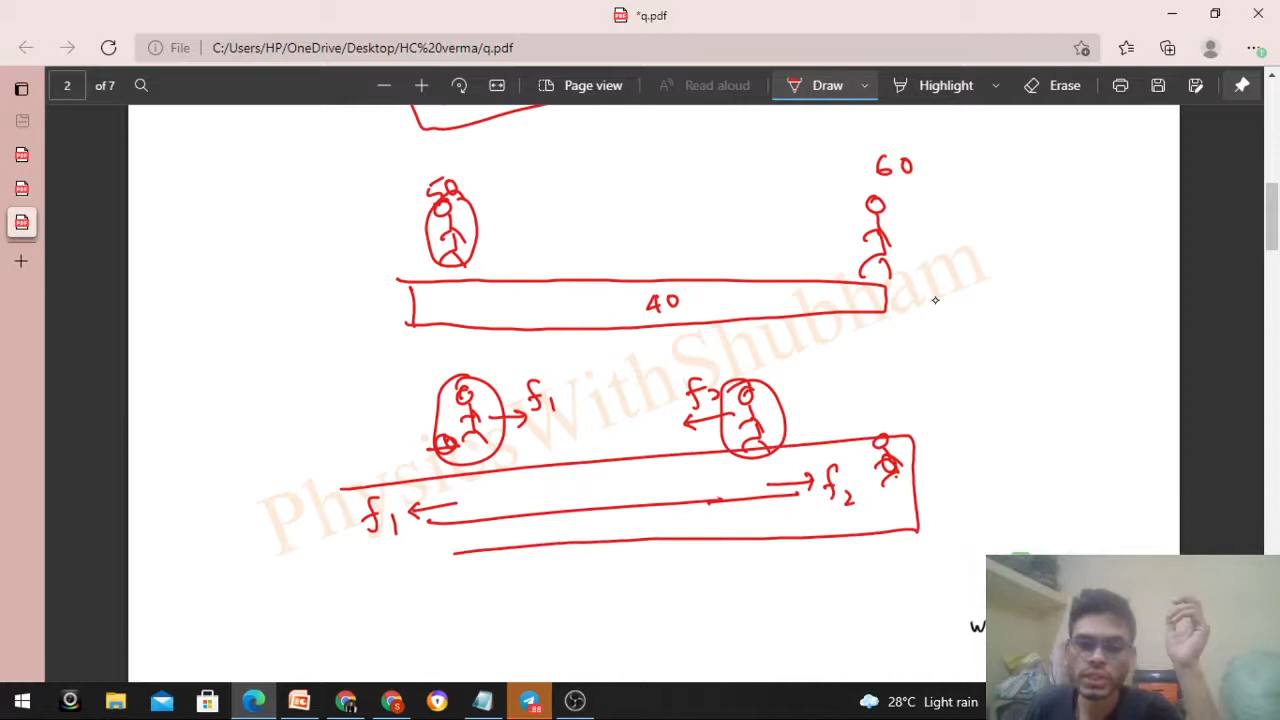 *q.pdf
File
C:/Users/HP/OneDrive/Desktop/HC%20verma/q.pdf
2 of 7
Page view
Read aloud
Draw
Highlight
Erase
50
60
40
PhysicsWithShubham
f1
f2
f1
f2
W
28°C Light rain
88